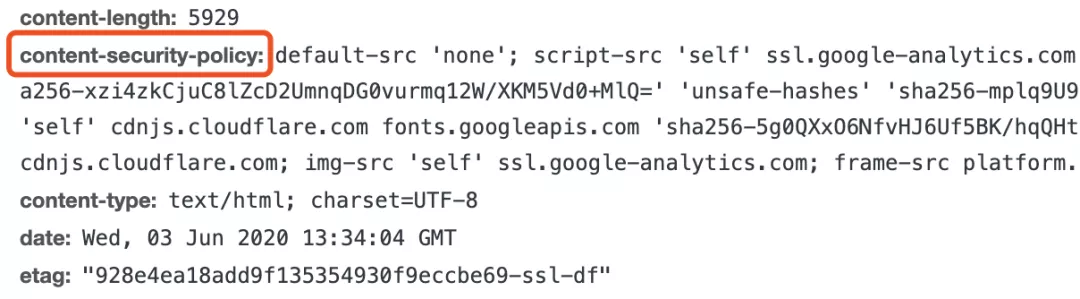 content-length: 5929
content-security-policy: default-src 'none'; script-src 'self' ssl.google-analytics.com
a256-xzi4zkCjuC8lZcD2UmnqDG0vurmq12W/XKM5Vd0+MlQ=' 'unsafe-hashes' 'sha256-mplq9U9
'self' cdnjs.cloudflare.com fonts.googleapis.com 'sha256-5g0QXxO6NfvHJ6Uf5BK/hqQHt
cdnjs.cloudflare.com; img-src 'self' ssl.google-analytics.com; frame-src platform.
content-type: text/html; charset=UTF-8
date: Wed, 03 Jun 2020 13:34:04 GMT
etag: "928e4ea18add9f135354930f9eccbe69-ssl-df"